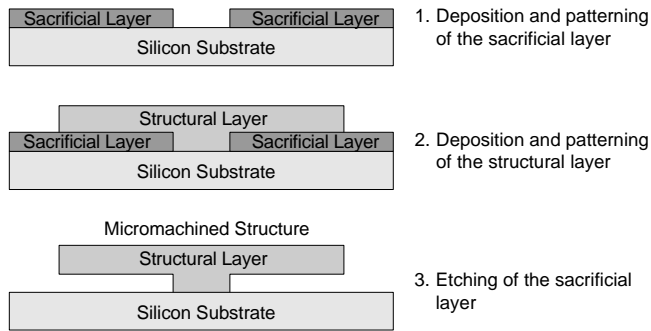 Sacrificial Layer Sacrificial Layer
Silicon Substrate
1. Deposition and patterning
of the sacrificial layer
Structural Layer
Sacrificial Layer Sacrificial Layer
Silicon Substrate
2. Deposition and patterning
of the structural layer
Micromachined Structure
Structural Layer
Silicon Substrate
3. Etching of the sacrificial
layer